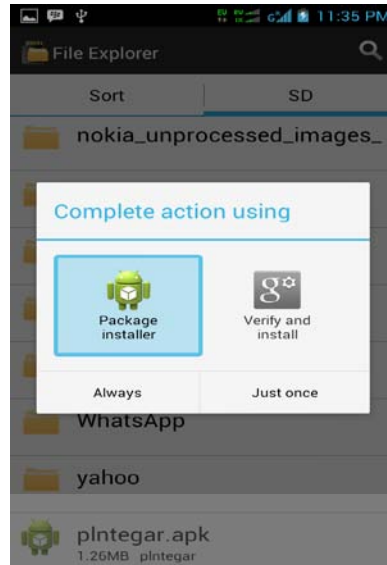 11:35 PM
File Explorer
Sort
SD
nokia_unprocessed_images_
Complete action using
Package
installer
Verify and
install
Always
Just once
WhatsApp
yahoo
plntegar.apk
1.26MB plntegar